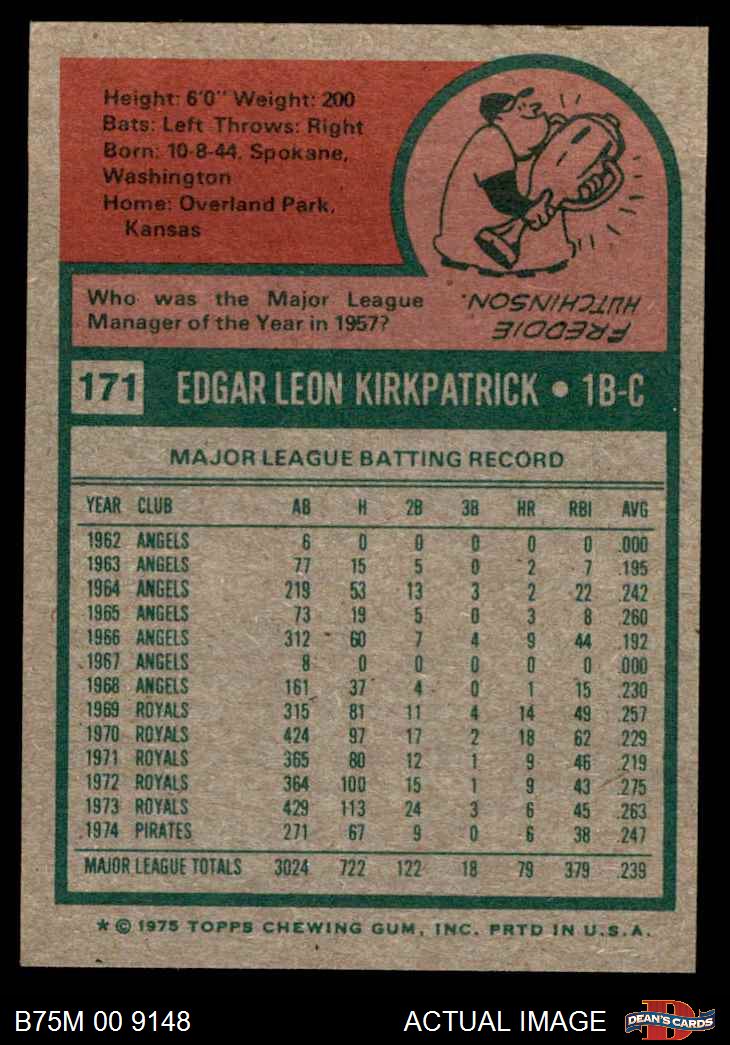 Height: 6'0" Weight: 200
Bats: Left Throws: Right
Born: 10-8-44, Spokane,
Washington
Home: Overland Park,
Kansas
Who was the Major League
Manager of the Year in 1957?
FREDDIE
HUTCHINSON.
171 EDGAR LEON KIRKPATRICK • 1B-C
MAJOR LEAGUE BATTING RECORD
YEAR CLUB AB H 2B 3B HR RBI AVG
1962 ANGELS 6 0 0 0 0 0 .000
1963 ANGELS 77 15 5 0 2 7 .195
1964 ANGELS 219 53 13 3 2 22 .242
1965 ANGELS 73 19 5 0 3 8 .260
1966 ANGELS 312 60 7 4 9 44 .192
1967 ANGELS 8 0 0 0 0 0 .000
1968 ANGELS 161 37 4 0 1 15 .230
1969 ROYALS 315 81 11 4 14 49 .257
1970 ROYALS 424 97 17 2 18 62 .229
1971 ROYALS 365 80 12 1 9 46 .219
1972 ROYALS 364 100 15 1 9 43 .275
1973 ROYALS 429 113 24 3 6 45 .263
1974 PIRATES 271 67 9 0 6 38 .247
MAJOR LEAGUE TOTALS 3024 722 122 18 79 379 .239
* © 1975 TOPPS CHEWING GUM, INC. PRTD IN U.S.A.
B75M 00 9148 ACTUAL IMAGE DEAN'S CARDS